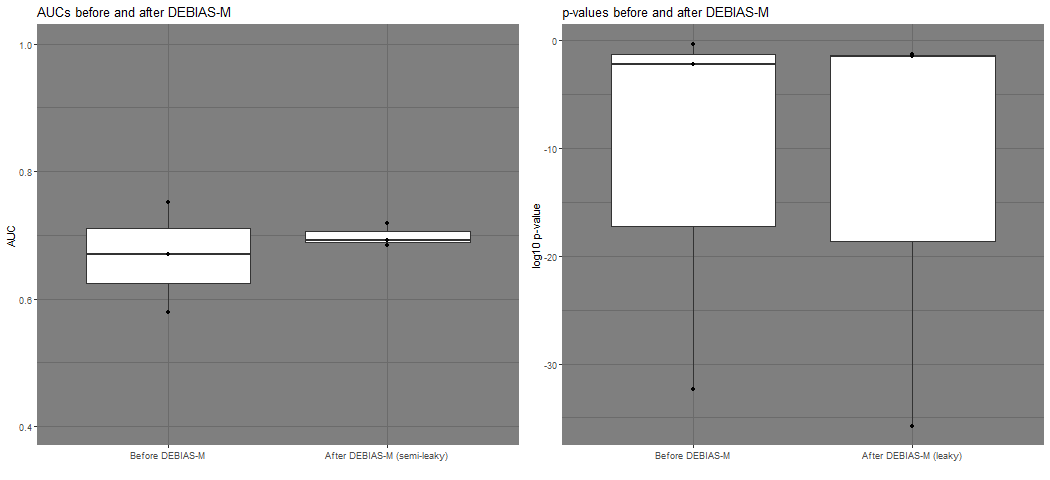 AUCs before and after DEBIAS-M
1.0
0.8
0.6
0.4
AUC
Before DEBIAS-M
After DEBIAS-M (semi-leaky)
p-values before and after DEBIAS-M
0
-10
-20
-30
log10 p-value
Before DEBIAS-M
After DEBIAS-M (leaky)